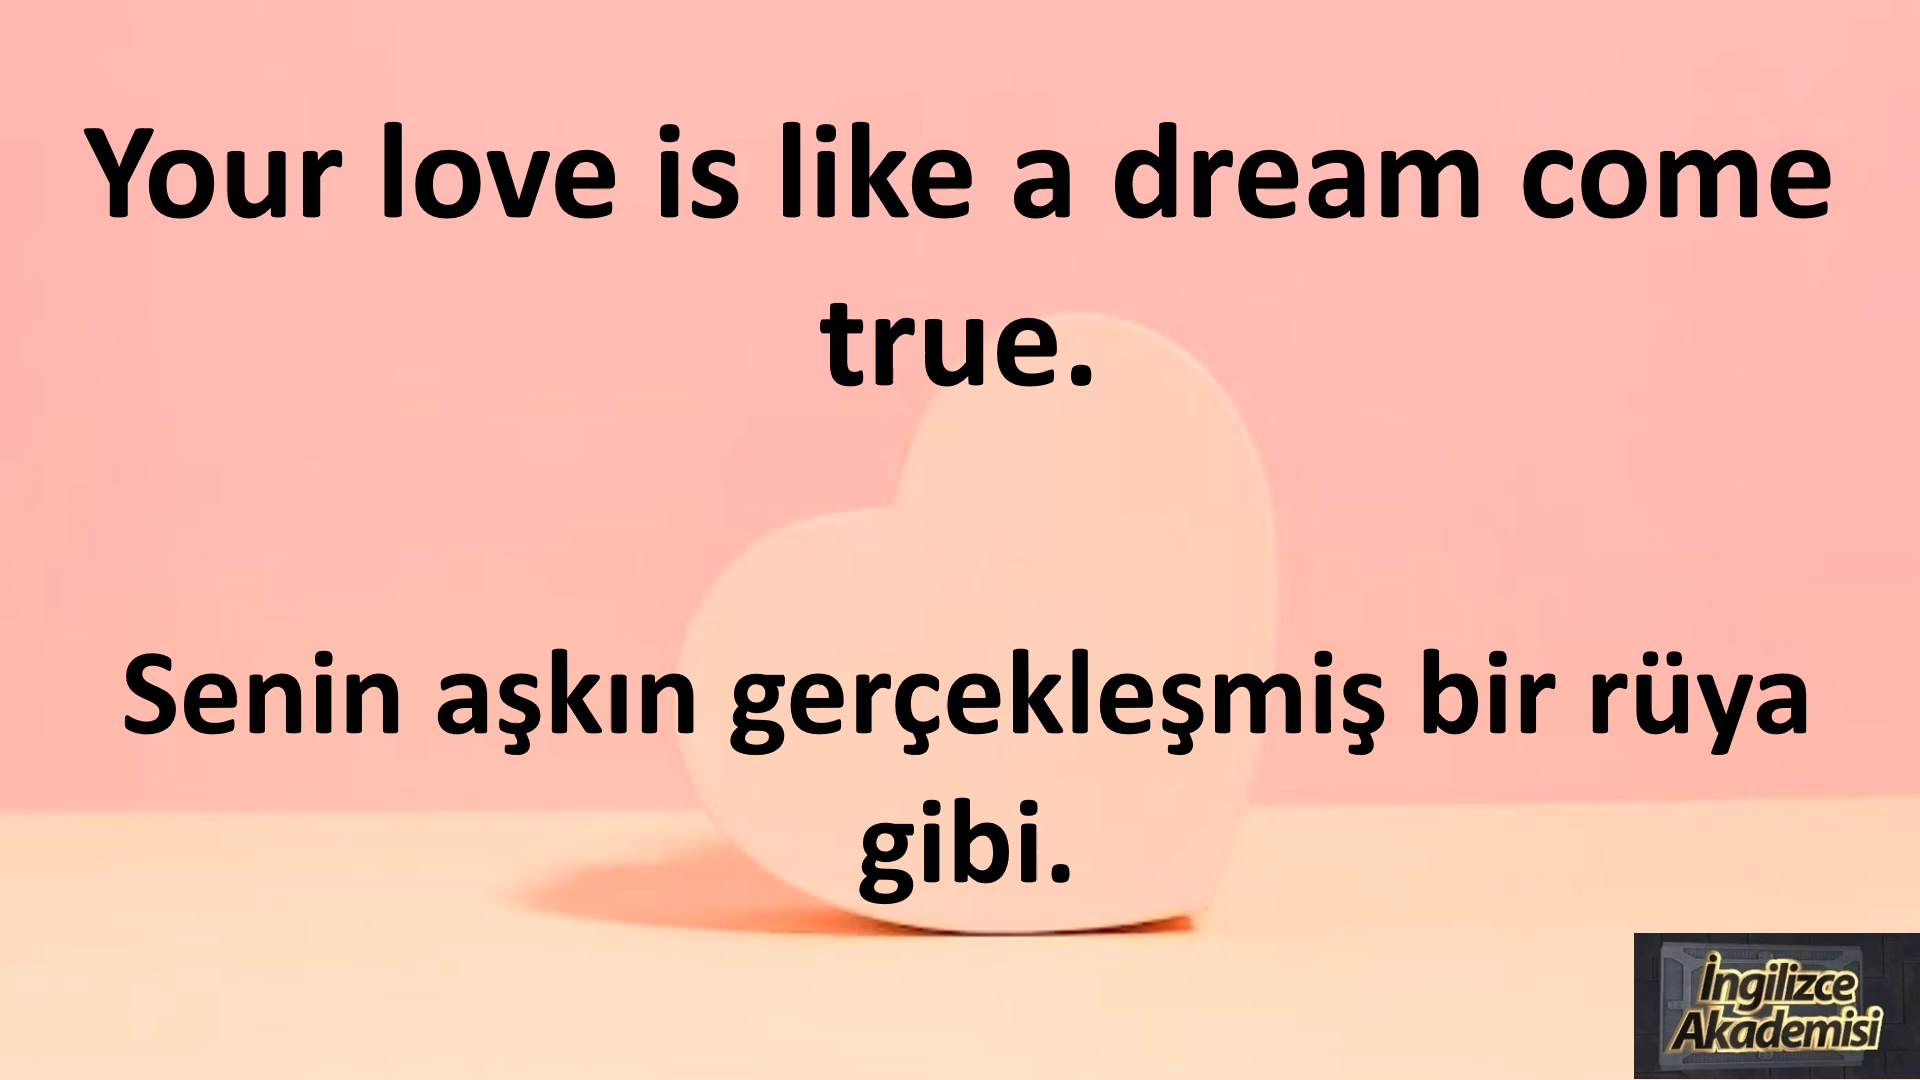 Your love is like a dream come
true.
Senin aşkın gerçekleşmiş bir rüya
gibi.
İngilizce
Akademisi